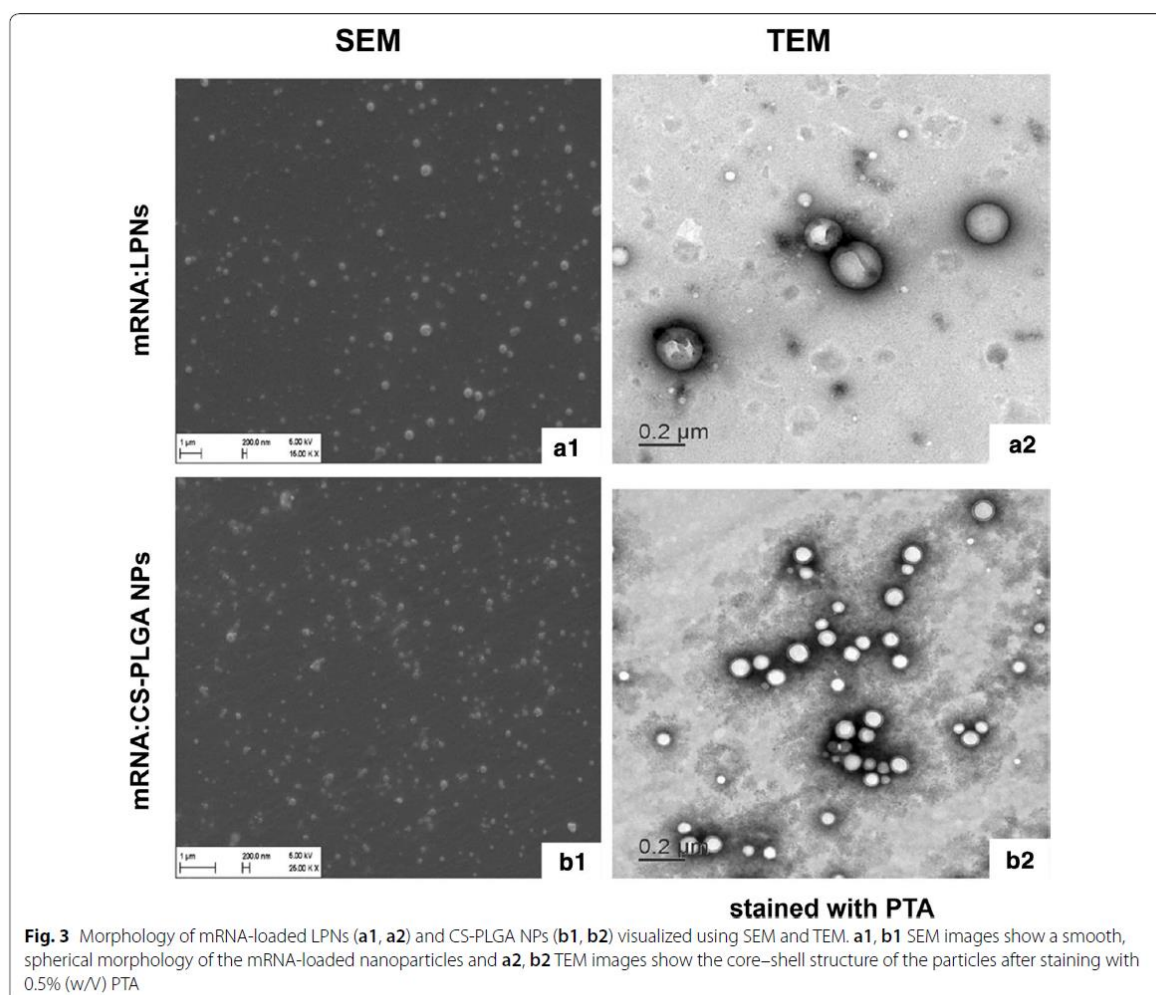 SEM
TEM
mRNA:LPNs
1 µm
200.0 nm
5.00 kV
15.00 K X
a1
0.2 µm
a2
mRNA:CS-PLGA NPs
1 µm
200.0 nm
5.00 kV
25.00 K X
b1
0.2 µm
b2
stained with PTA
Fig. 3 Morphology of mRNA-loaded LPNs (a1, a2) and CS-PLGA NPs (b1, b2) visualized using SEM and TEM. a1, b1 SEM images show a smooth,
spherical morphology of the mRNA-loaded nanoparticles and a2, b2 TEM images show the core–shell structure of the particles after staining with
0.5% (w/V) PTA